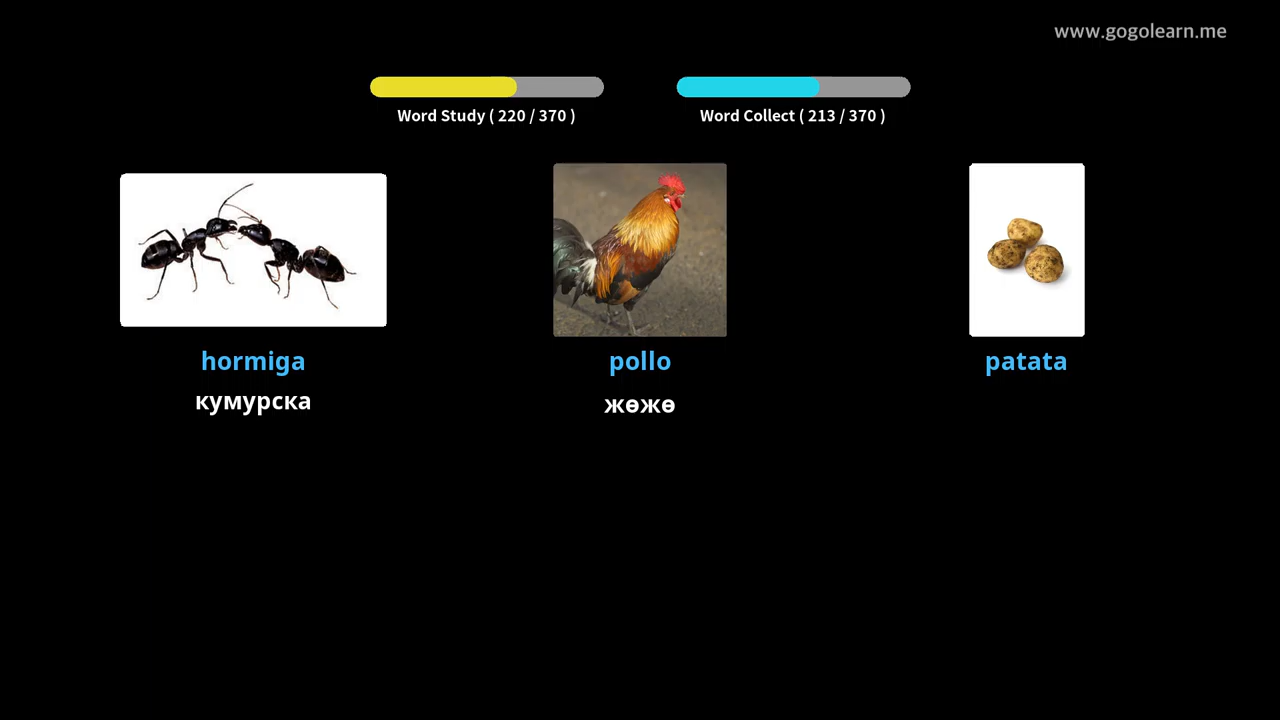 www.gogolearn.me
Word Study ( 220 / 370 )
Word Collect ( 213 / 370 )
hormiga
pollo
patata
кумурска
жөжө